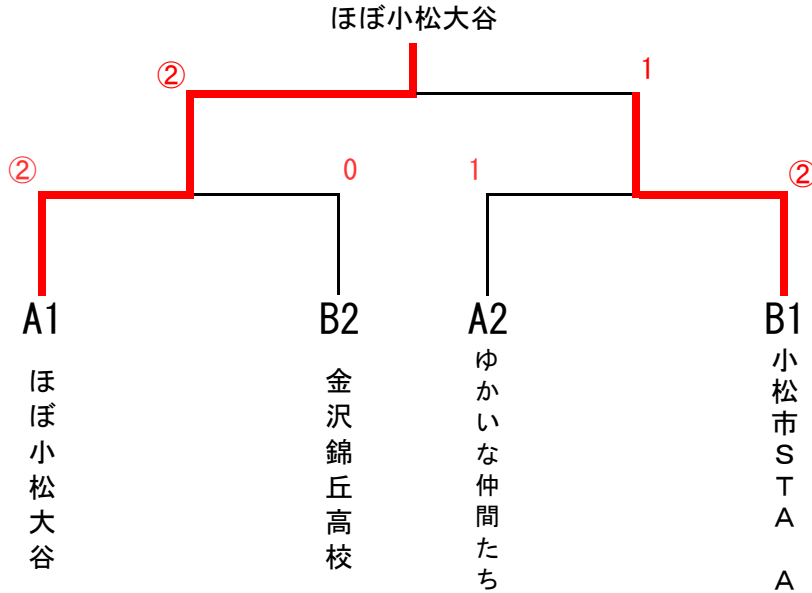 ほぼ小松大谷
② 1
② 0 1 ②
A1 B2 A2 B1
ほぼ小松大谷
金沢錦丘高校
ゆかいな仲間たち
小松市STA A